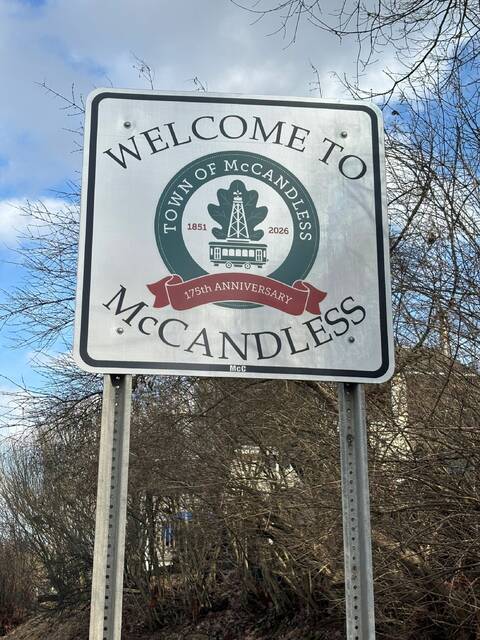 WELCOME TO
TOWN OF McCANDLESS
1851 2026
175th ANNIVERSARY
McCANDLESS
McC